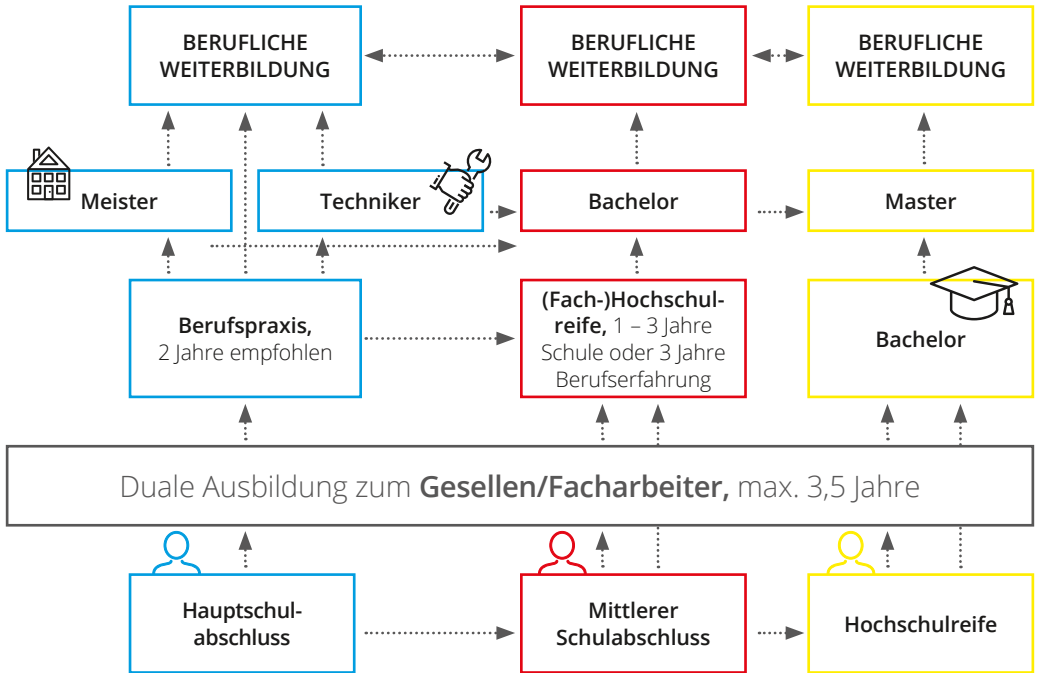 BERUFLICHE
WEITERBILDUNG
BERUFLICHE
WEITERBILDUNG
BERUFLICHE
WEITERBILDUNG
Meister
Techniker
Bachelor
Master
Berufspraxis,
2 Jahre empfohlen
(Fach-)Hochschul-
reife, 1 – 3 Jahre
Schule oder 3 Jahre
Berufserfahrung
Bachelor
Duale Ausbildung zum Gesellen/Facharbeiter, max. 3,5 Jahre
Hauptschul-
abschluss
Mittlerer
Schulabschluss
Hochschulreife